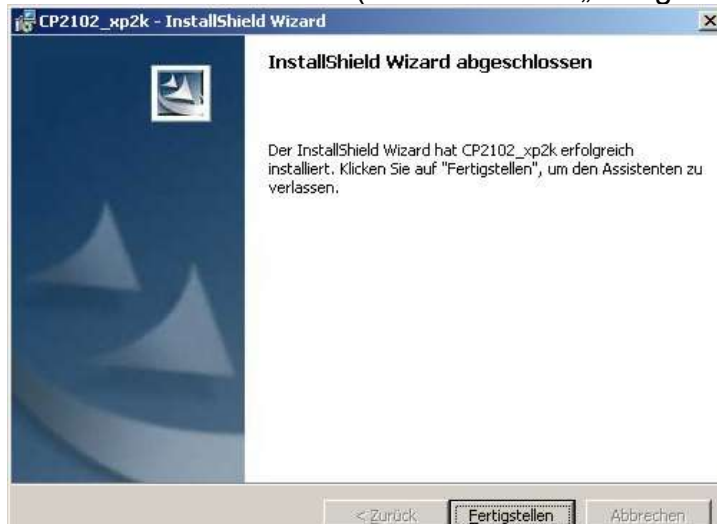 CP2102_xp2k - InstallShield Wizard
InstallShield Wizard abgeschlossen
Der InstallShield Wizard hat CP2102_xp2k erfolgreich
installiert. Klicken Sie auf "Fertigstellen", um den Assistenten zu
verlassen.
< Zurück Fertigstellen Abbrechen